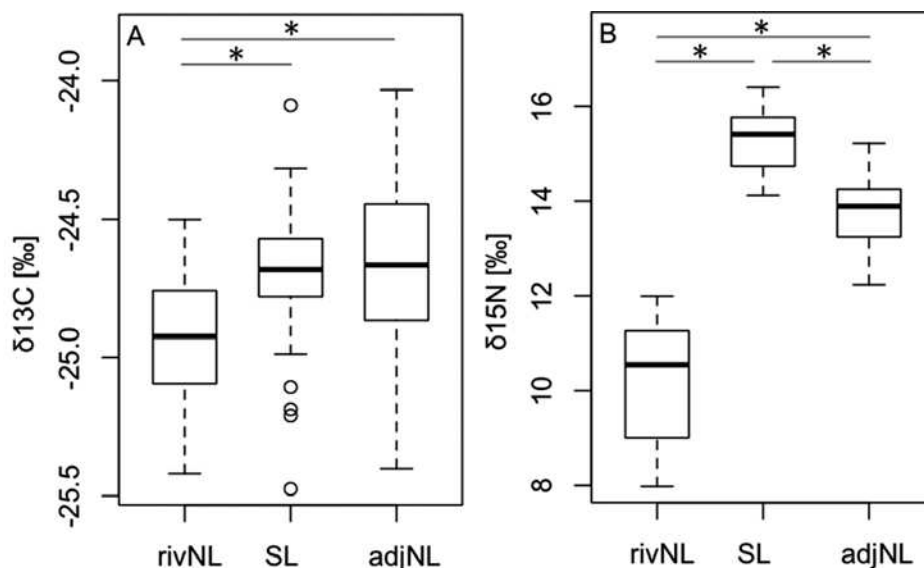 A
*
*
-24.0
-24.5
-25.0
-25.5
δ13C [‰]
rivNL SL adjNL
B
*
* *
16
14
12
10
8
δ15N [‰]
rivNL SL adjNL